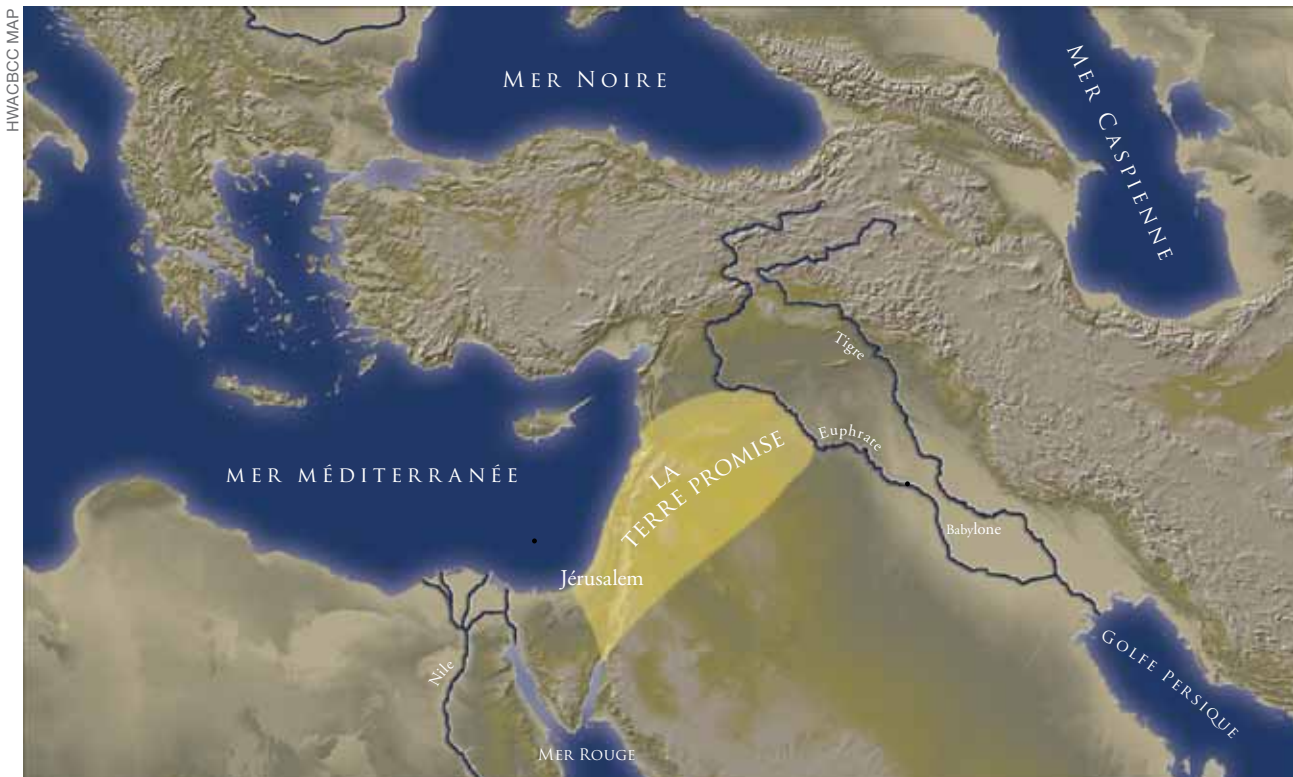 HWACBCC MAP
MER NOIRE
MER CASPIENNE
Tigre
Euphrate
LA
TERRE PROMISE
MER MÉDITERRANÉE
Babylone
Jérusalem
Nile
GOLFE PERSIQUE
MER ROUGE